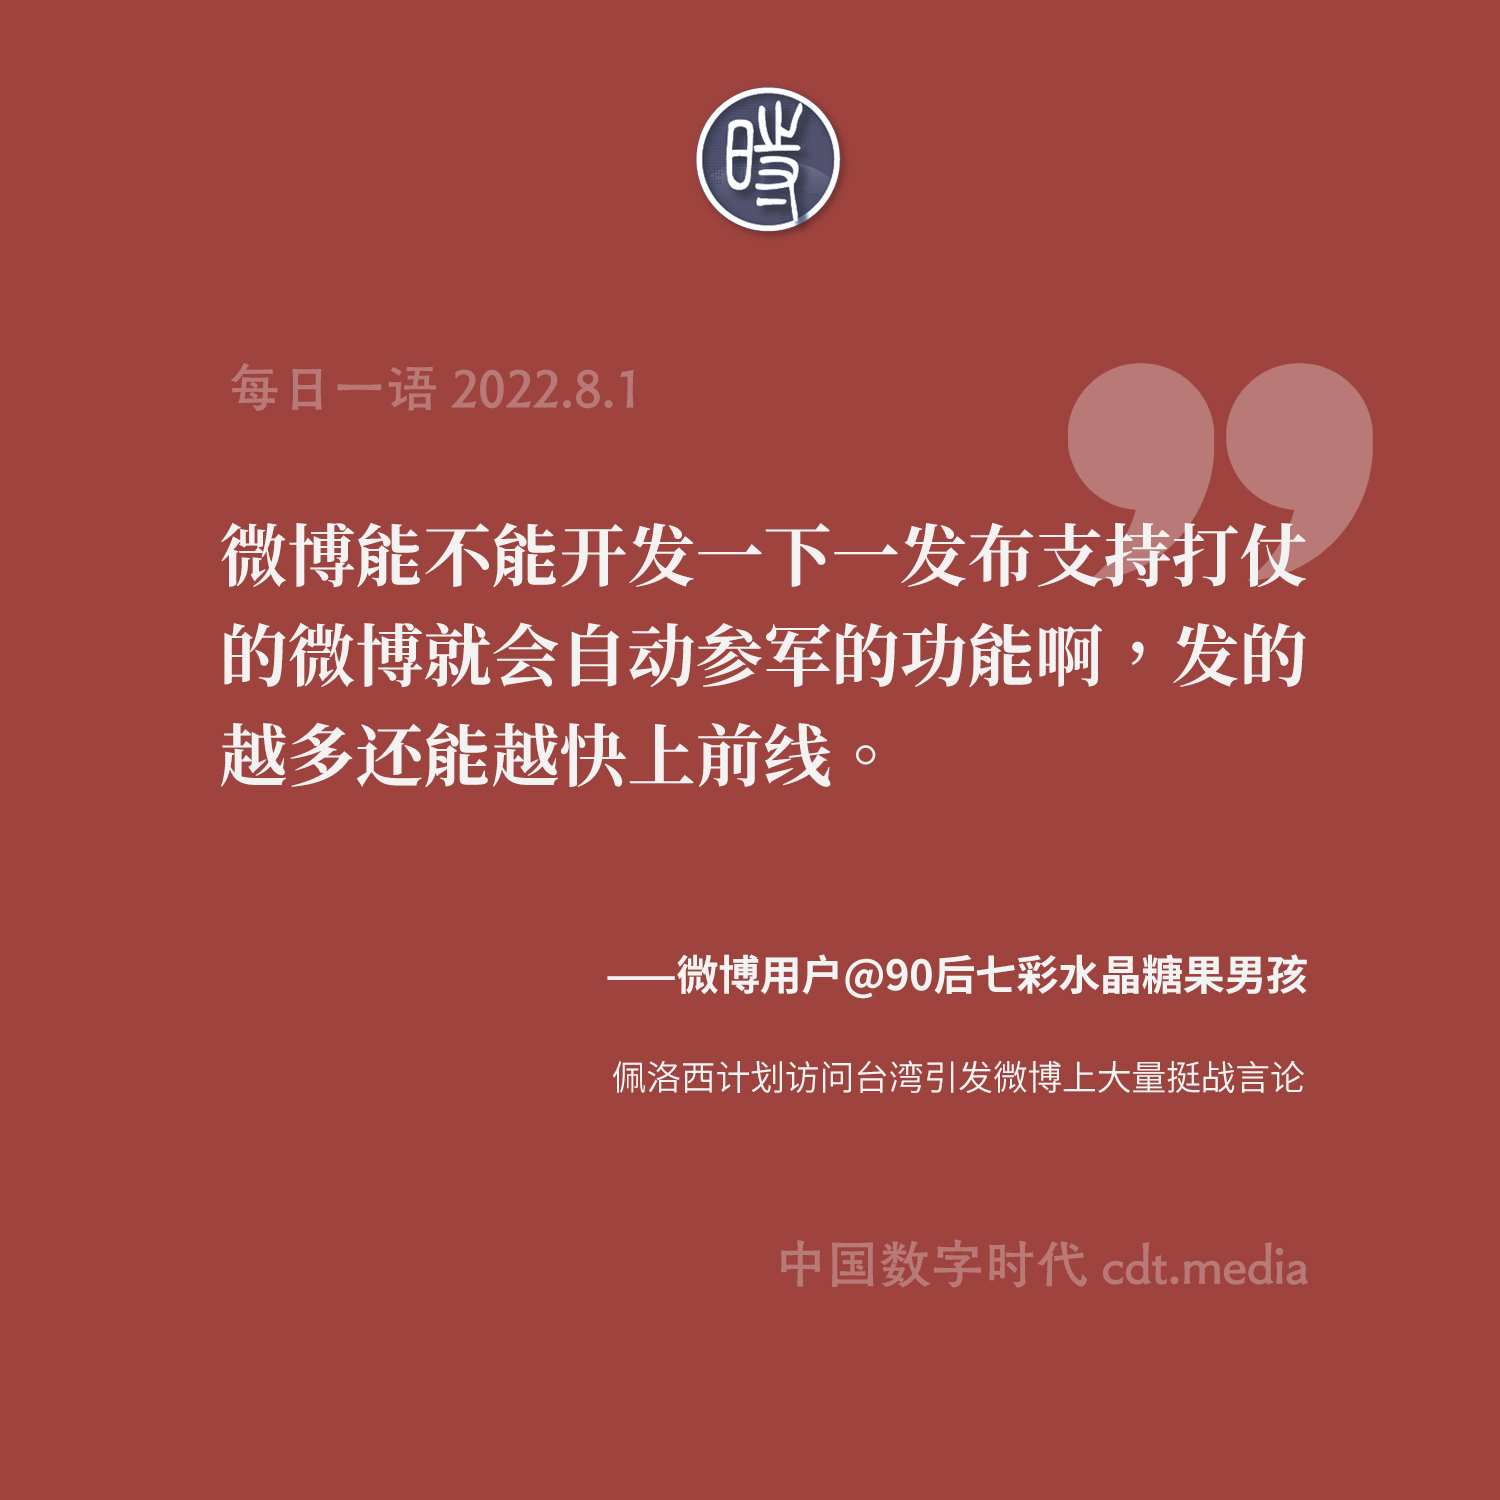 時
每日一语 2022.8.1
微博能不能开发一下一发布支持打仗
的微博就会自动参军的功能啊，发的
越多还能越快上前线。
——微博用户@90后七彩水晶糖果男孩
佩洛西计划访问台湾引发微博上大量挺战言论
中国数字时代 cdt.media